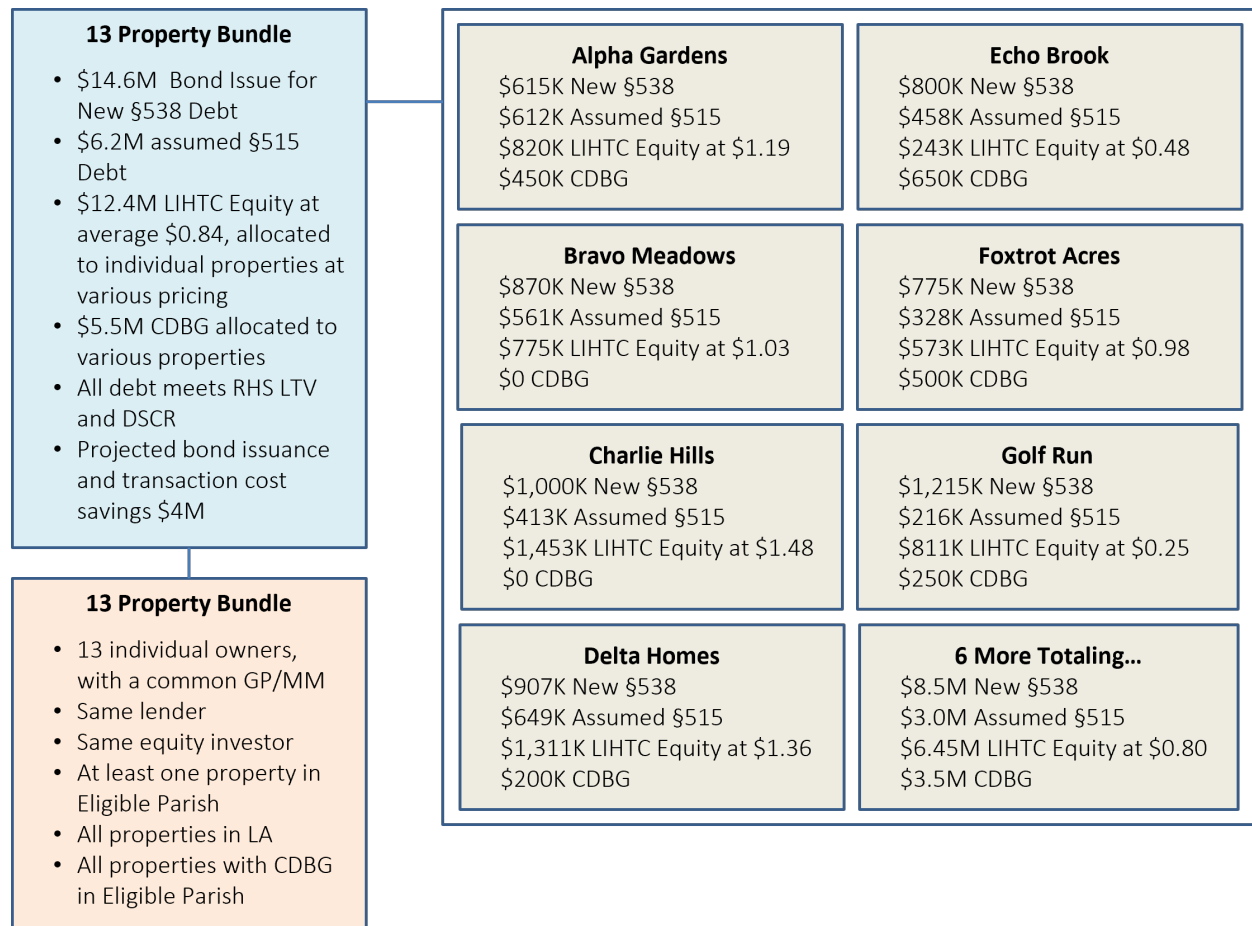 13 Property Bundle
• $14.6M  Bond Issue for
New §538 Debt
• $6.2M assumed §515
Debt
• $12.4M LIHTC Equity at
average $0.84, allocated
to individual properties at
various pricing
• $5.5M CDBG allocated to
various properties
• All debt meets RHS LTV
and DSCR
• Projected bond issuance
and transaction cost
savings $4M
13 Property Bundle
• 13 individual owners,
with a common GP/MM
• Same lender
• Same equity investor
• At least one property in
Eligible Parish
• All properties in LA
• All properties with CDBG
in Eligible Parish
Alpha Gardens
$615K New §538
$612K Assumed §515
$820K LIHTC Equity at $1.19
$450K CDBG
Echo Brook
$800K New §538
$458K Assumed §515
$243K LIHTC Equity at $0.48
$650K CDBG
Bravo Meadows
$870K New §538
$561K Assumed §515
$775K LIHTC Equity at $1.03
$0 CDBG
Foxtrot Acres
$775K New §538
$328K Assumed §515
$573K LIHTC Equity at $0.98
$500K CDBG
Charlie Hills
$1,000K New §538
$413K Assumed §515
$1,453K LIHTC Equity at $1.48
$0 CDBG
Golf Run
$1,215K New §538
$216K Assumed §515
$811K LIHTC Equity at $0.25
$250K CDBG
Delta Homes
$907K New §538
$649K Assumed §515
$1,311K LIHTC Equity at $1.36
$200K CDBG
6 More Totaling…
$8.5M New §538
$3.0M Assumed §515
$6.45M LIHTC Equity at $0.80
$3.5M CDBG